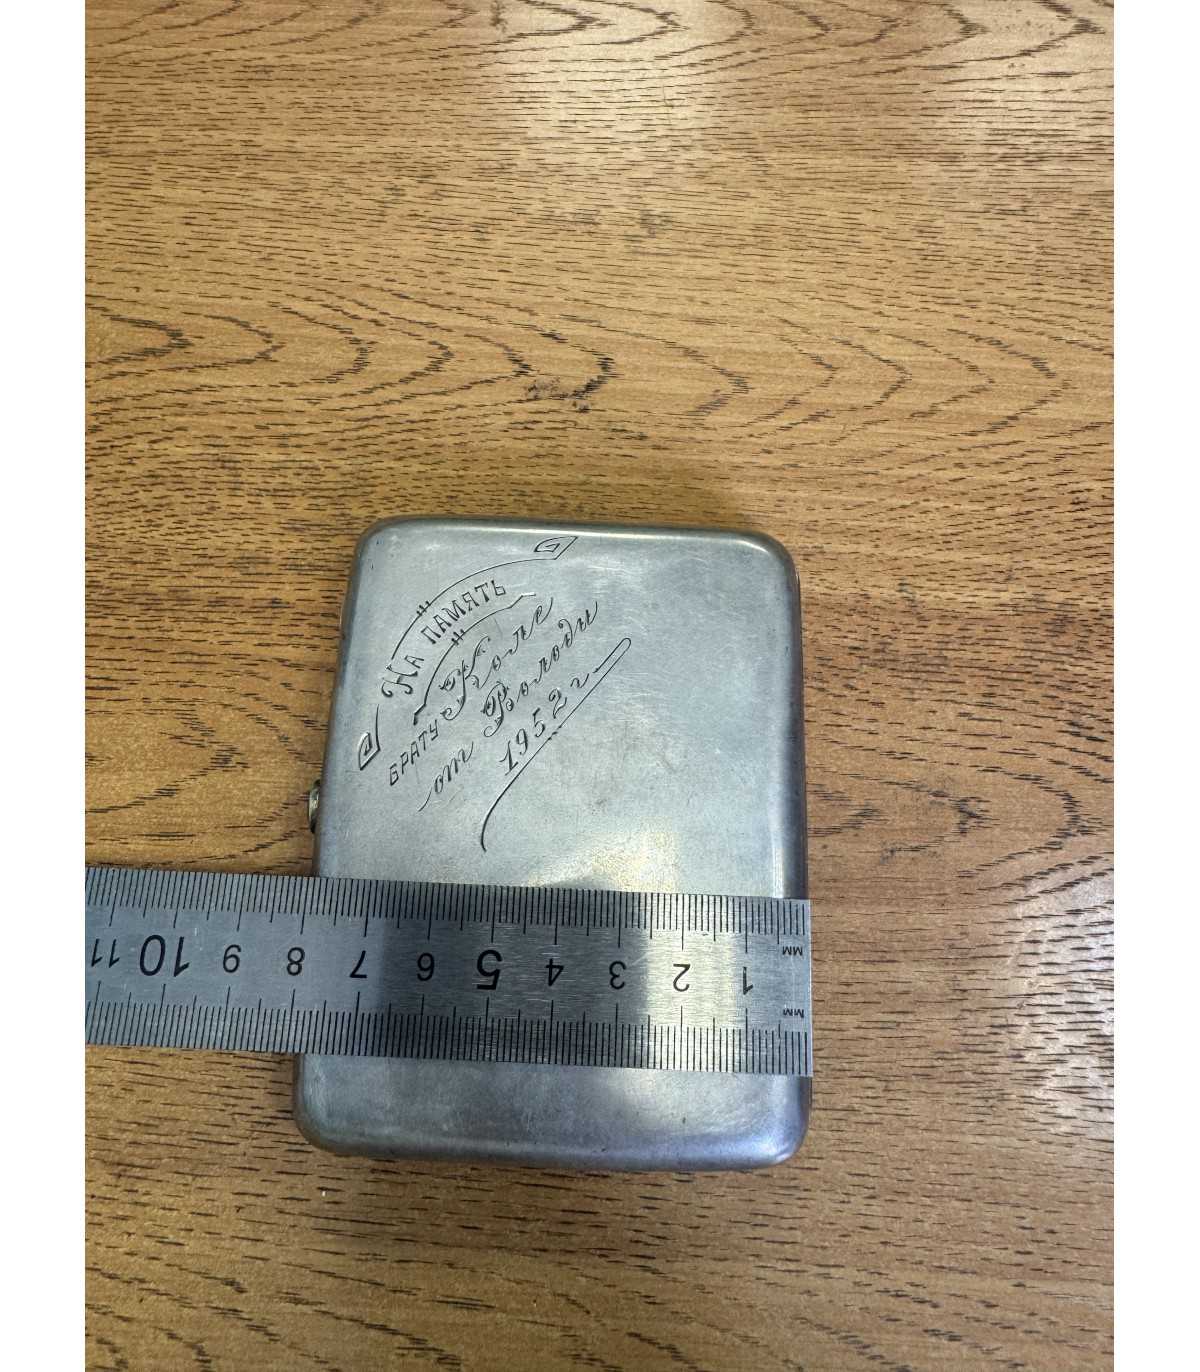 На память
брату Коле
от Володи
1952 г.
мм
11 10 9 8 7 6 5 4 3 2 1
мм